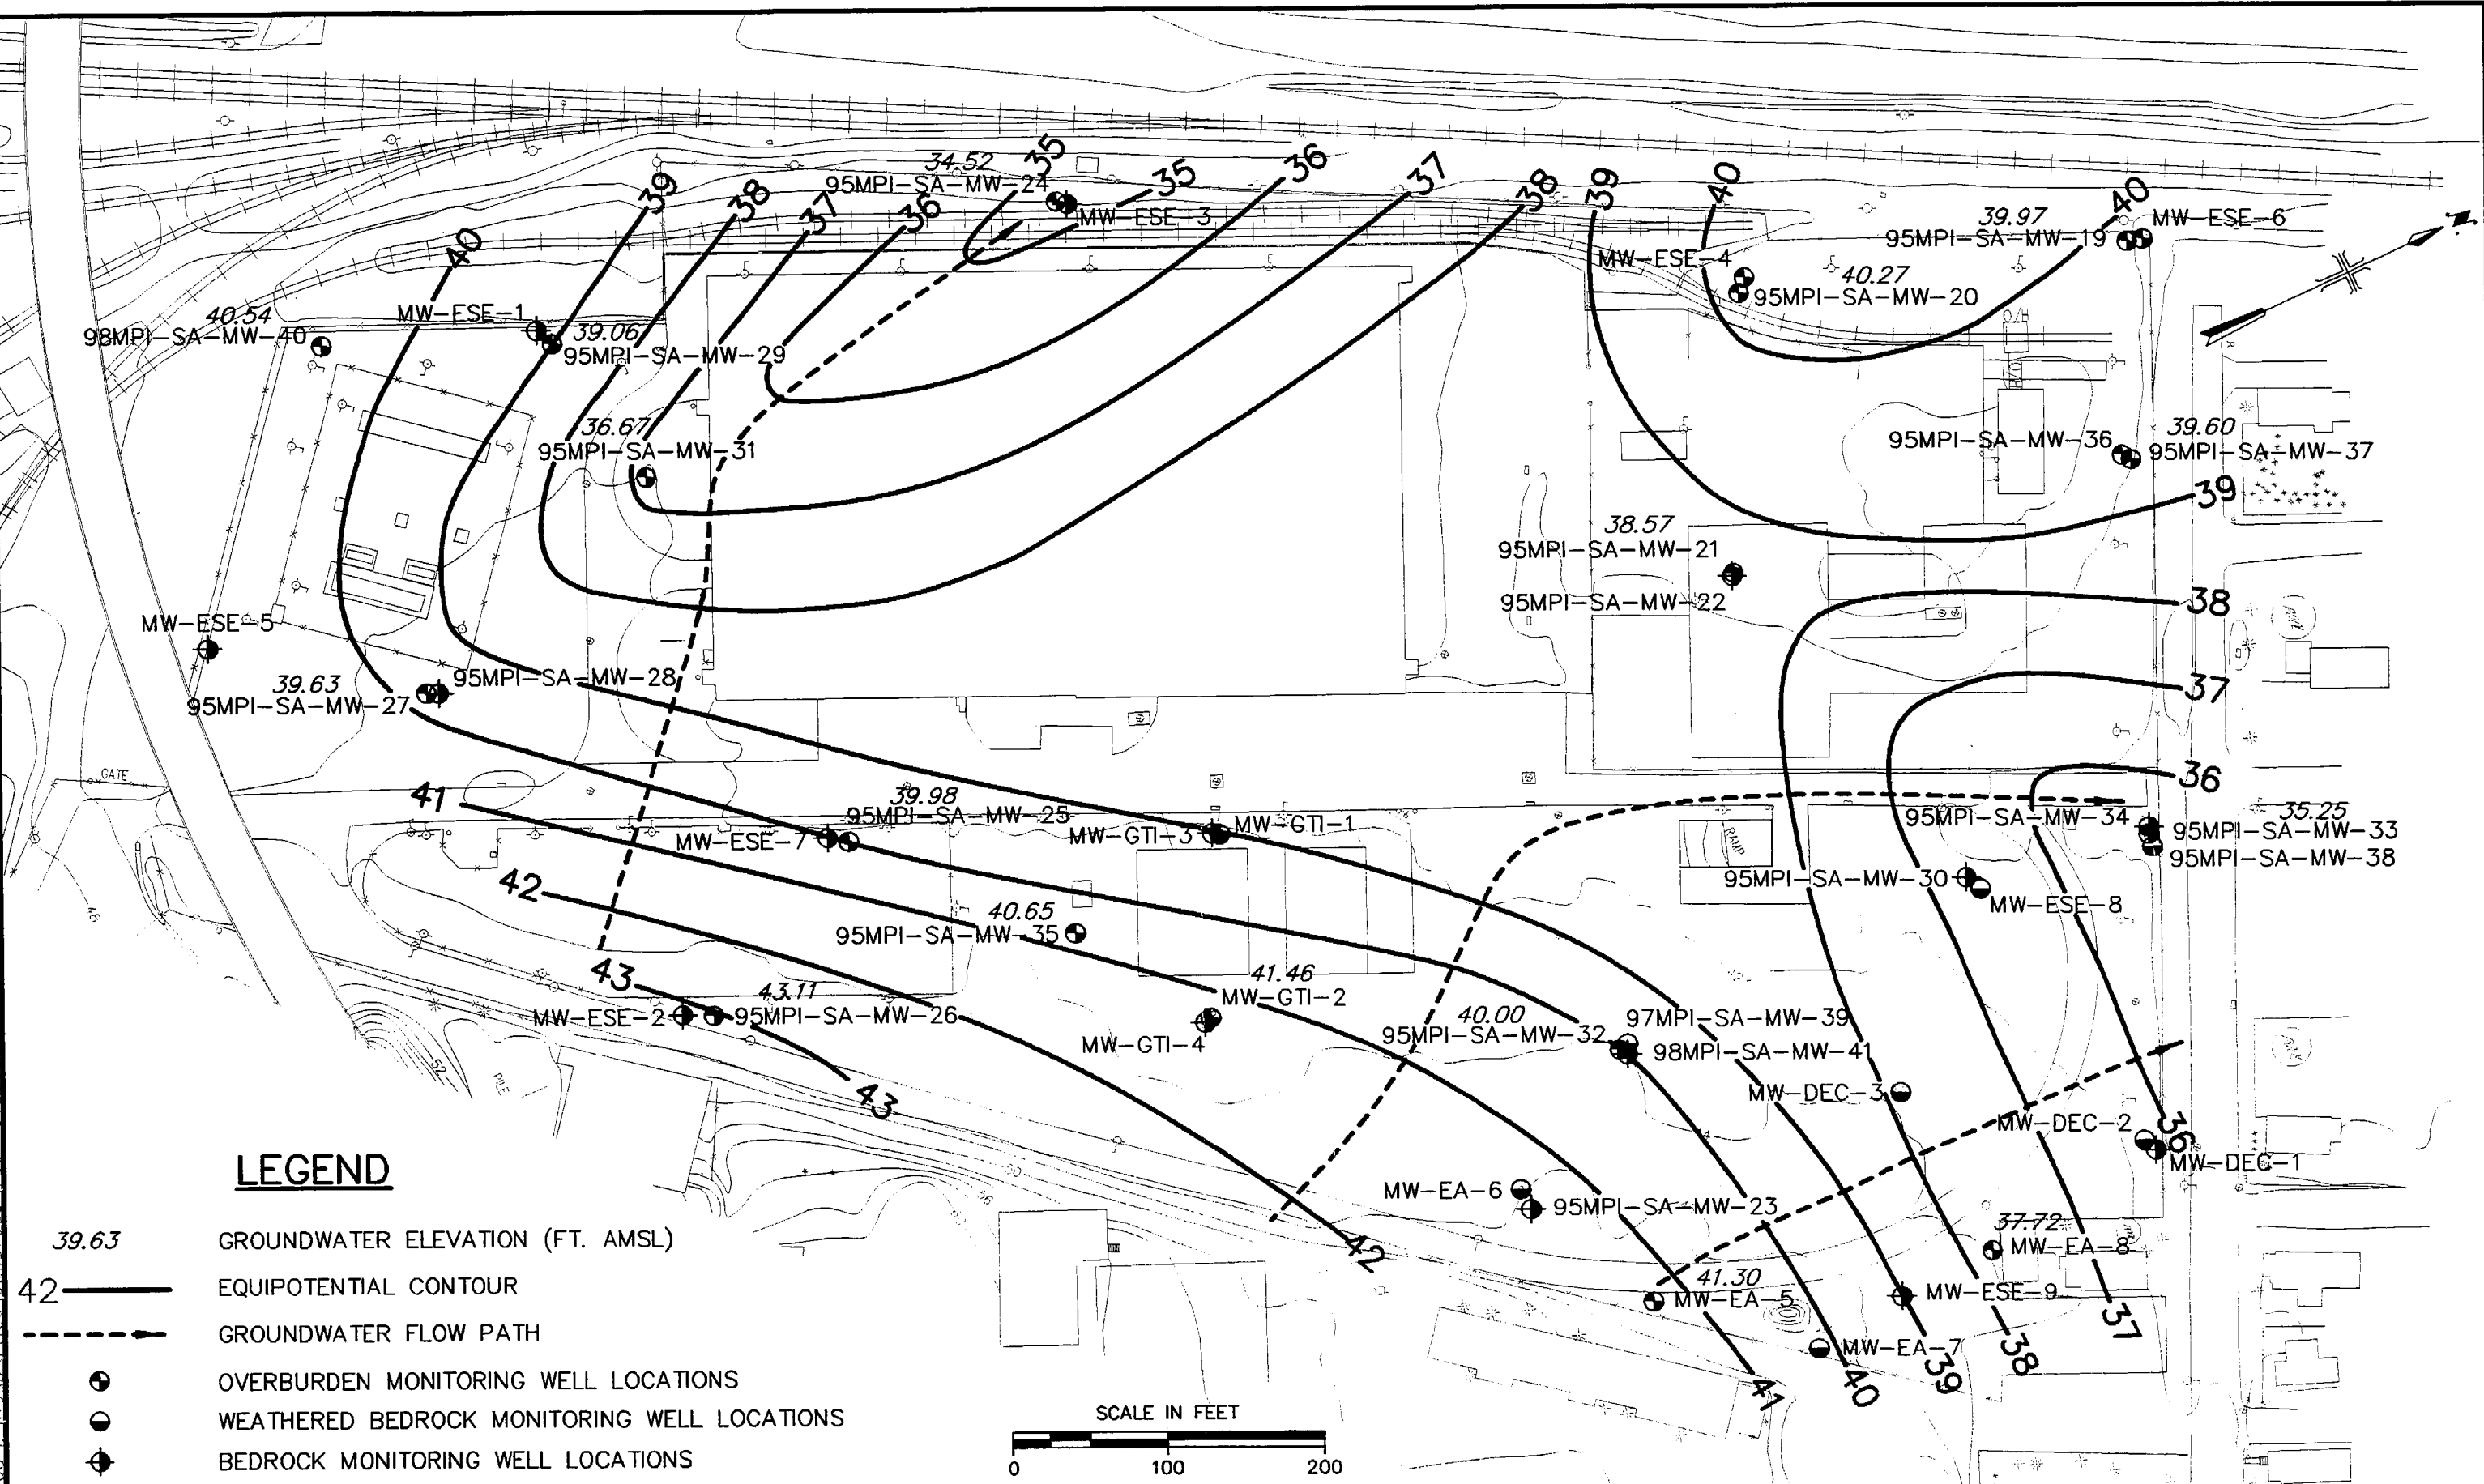 35
34.52
95MPI-SA-MW-24
35
36
37
38
39
40
39
38
37
36
MW-ESE-3
40
40
39.97
95MPI-SA-MW-19
MW-ESE-6
MW-ESE-4
40.27
95MPI-SA-MW-20
40.54
98MPI-SA-MW-40
MW-ESE-1
39.06
95MPI-SA-MW-29
36.67
95MPI-SA-MW-31
95MPI-SA-MW-36
39.60
95MPI-SA-MW-37
39
38.57
95MPI-SA-MW-21
95MPI-SA-MW-22
38
MW-ESE-5
39.63
95MPI-SA-MW-27
95MPI-SA-MW-28
37
GATE
41
39.98
95MPI-SA-MW-25
MW-ESE-7
MW-GTI-3
MW-GTI-1
36
RAMP
95MPI-SA-MW-34
35.25
95MPI-SA-MW-33
95MPI-SA-MW-38
42
95MPI-SA-MW-30
MW-ESE-8
40.65
95MPI-SA-MW-35
43
43.11
MW-ESE-2
95MPI-SA-MW-26
41.46
MW-GTI-2
MW-GTI-4
40.00
95MPI-SA-MW-32
97MPI-SA-MW-39
98MPI-SA-MW-41
43
52
PILE
MW-DEC-3
MW-DEC-2
36
MW-DEC-1
MW-EA-6
95MPI-SA-MW-23
42
37.72
MW-EA-8
41.30
MW-EA-5
MW-ESE-9
MW-EA-7
37
38
39
40
41
LEGEND
39.63 GROUNDWATER ELEVATION (FT. AMSL)
42 EQUIPOTENTIAL CONTOUR
GROUNDWATER FLOW PATH
OVERBURDEN MONITORING WELL LOCATIONS
WEATHERED BEDROCK MONITORING WELL LOCATIONS
BEDROCK MONITORING WELL LOCATIONS
SCALE IN FEET
0 100 200